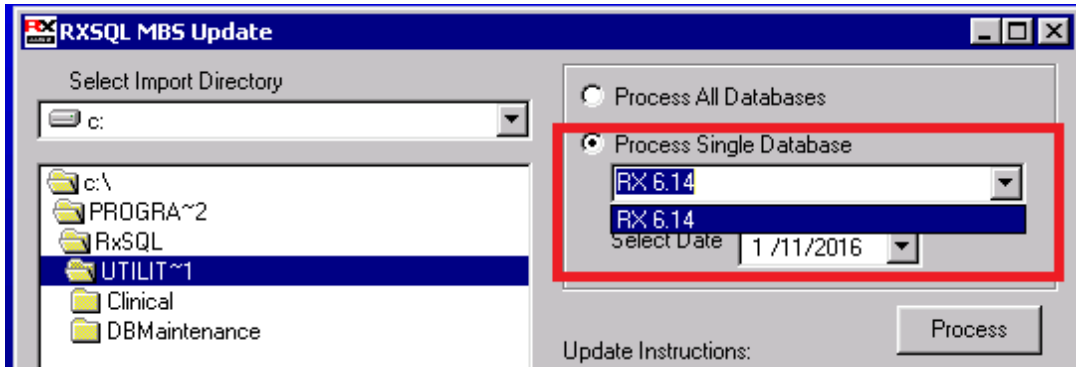 RXSQL MBS Update
Select Import Directory
c:
c:\
PROGRA~2
RxSQL
UTILIT~1
Clinical
DBMaintenance
Process All Databases
Process Single Database
RX 6.14
RX 6.14
Select Date
1 /11/2016
Process
Update Instructions: